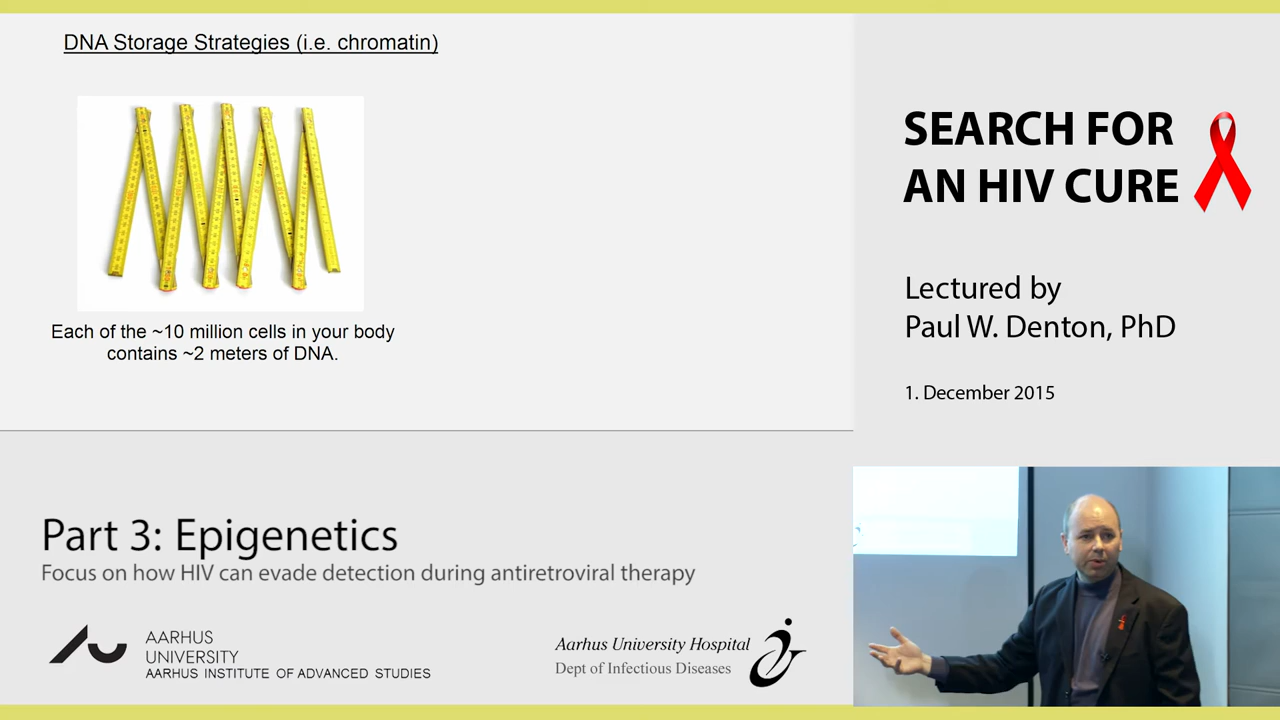 DNA Storage Strategies (i.e. chromatin)
Each of the ~10 million cells in your body
contains ~2 meters of DNA.
SEARCH FOR
AN HIV CURE
Lectured by
Paul W. Denton, PhD
1. December 2015
Part 3: Epigenetics
Focus on how HIV can evade detection during antiretroviral therapy
AARHUS
UNIVERSITY
AARHUS INSTITUTE OF ADVANCED STUDIES
Aarhus University Hospital
Dept of Infectious Diseases